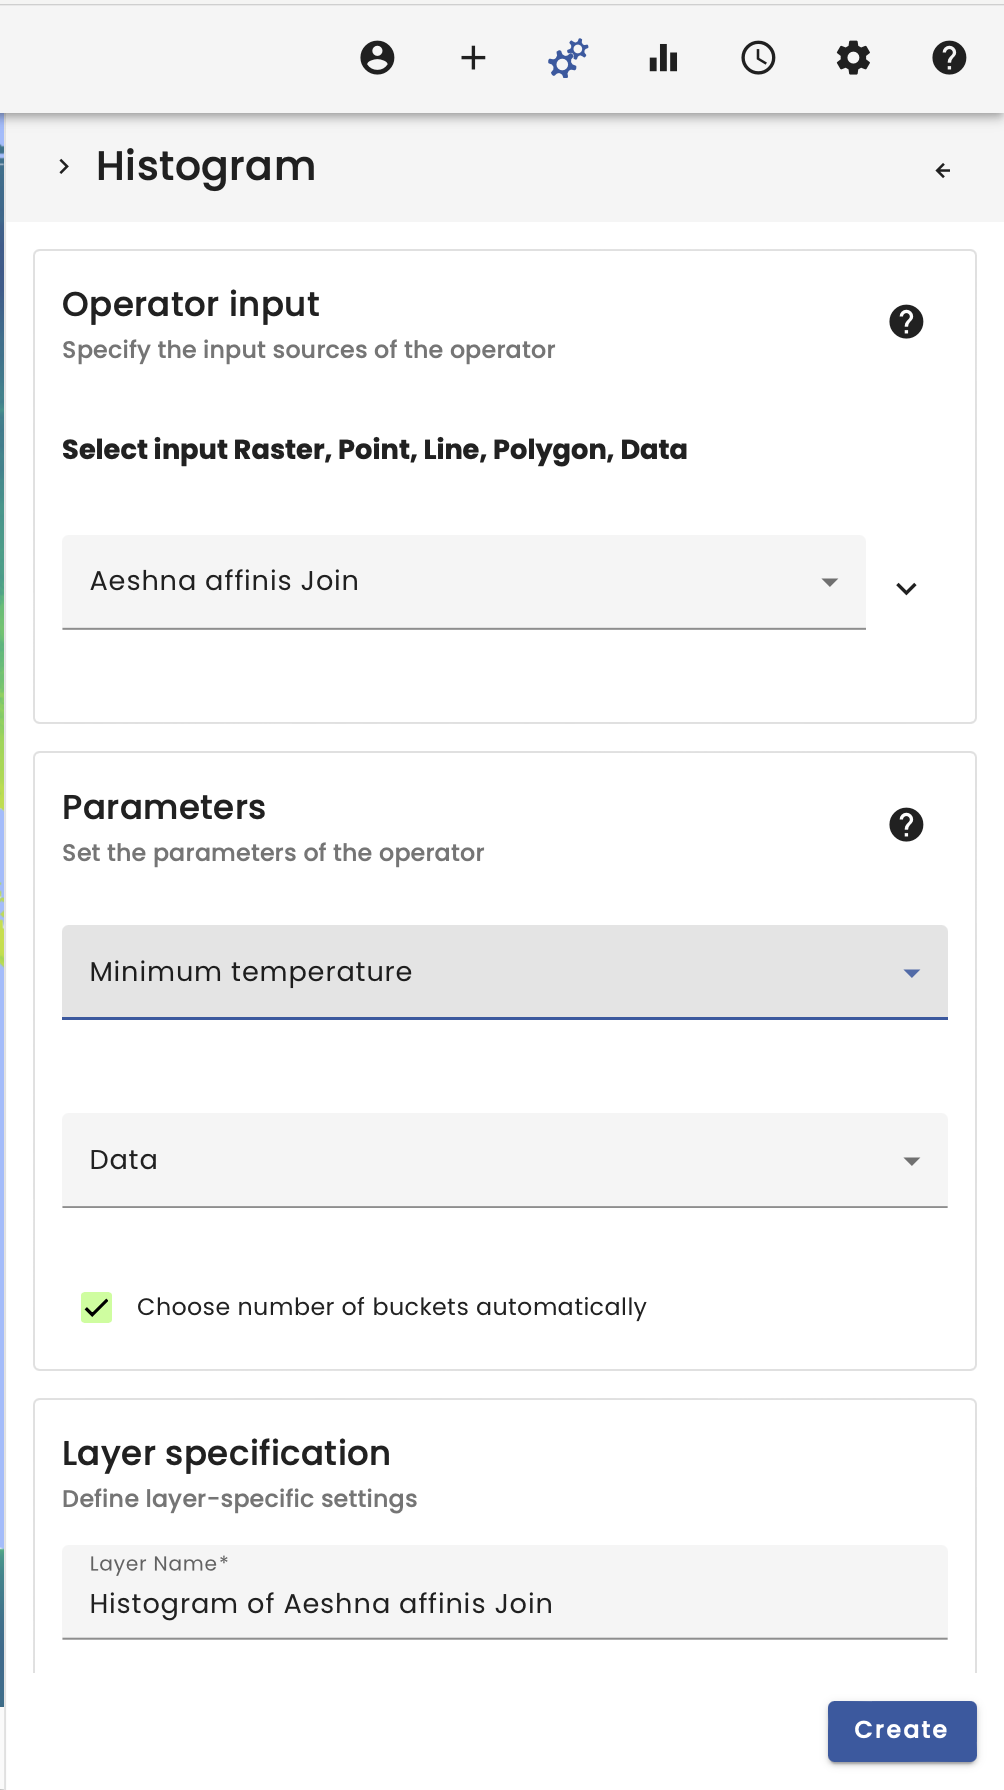 Histogram
Operator input
Specify the input sources of the operator
Select input Raster, Point, Line, Polygon, Data
Aeshna affinis Join
Parameters
Set the parameters of the operator
Minimum temperature
Data
Choose number of buckets automatically
Layer specification
Define layer-specific settings
Layer Name*
Histogram of Aeshna affinis Join
Create